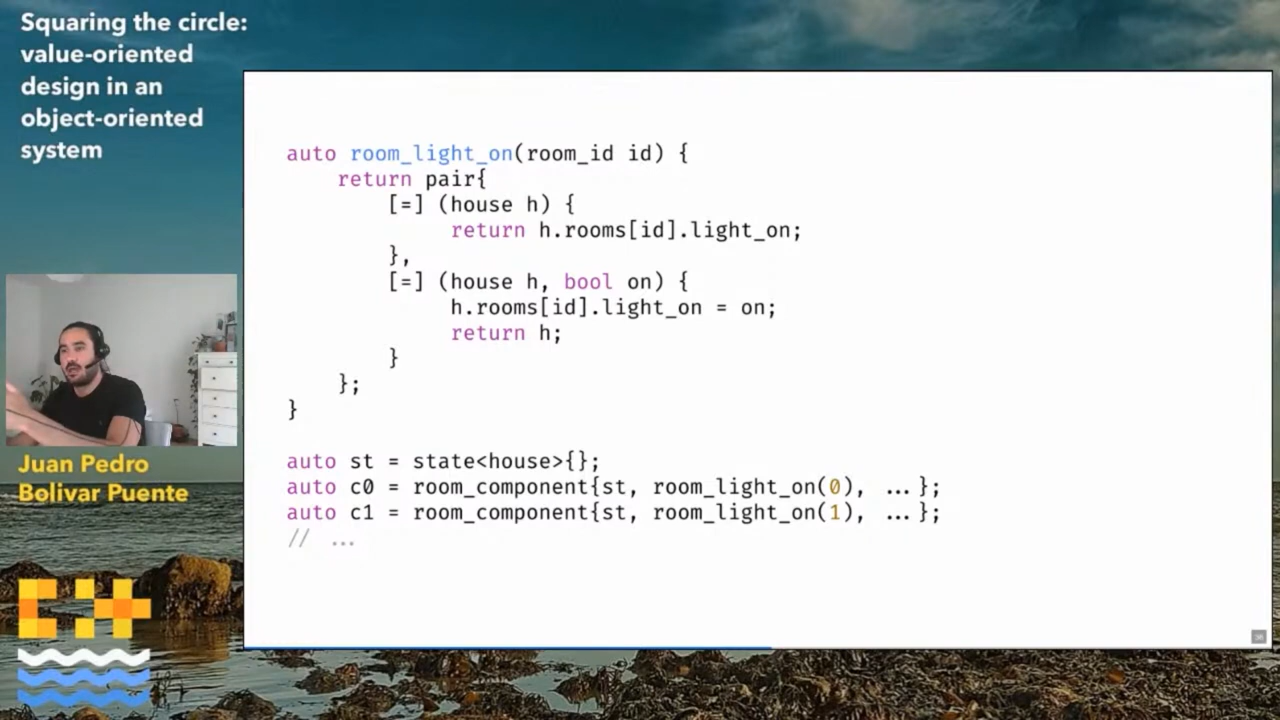 Squaring the circle:
value-oriented
design in an
object-oriented
system
auto room_light_on(room_id id) {
    return pair{
        [=] (house h) {
             return h.rooms[id].light_on;
        },
        [=] (house h, bool on) {
             h.rooms[id].light_on = on;
             return h;
        }
    };
}
auto st = state<house>{};
auto c0 = room_component{st, room_light_on(0), ...};
auto c1 = room_component{st, room_light_on(1), ...};
// ...
Juan Pedro
Bolivar Puente